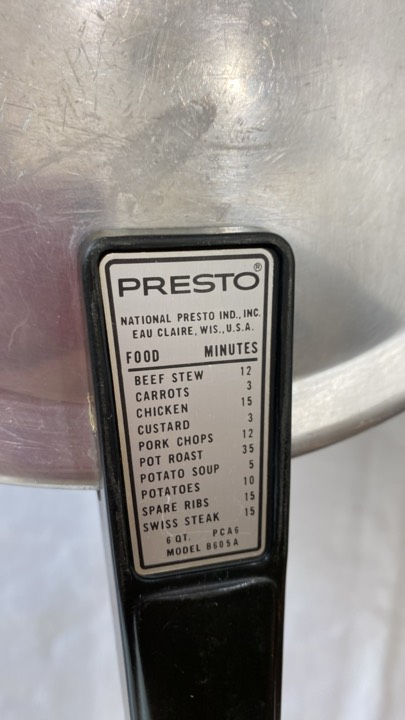 PRESTO®
NATIONAL PRESTO IND., INC.
EAU CLAIRE, WIS., U.S.A.
FOOD MINUTES
BEEF STEW 12
CARROTS 3
CHICKEN 15
CUSTARD 3
PORK CHOPS 12
POT ROAST 35
POTATO SOUP 5
POTATOES 10
SPARE RIBS 15
SWISS STEAK 15
6 QT. PCA6
MODEL B605A